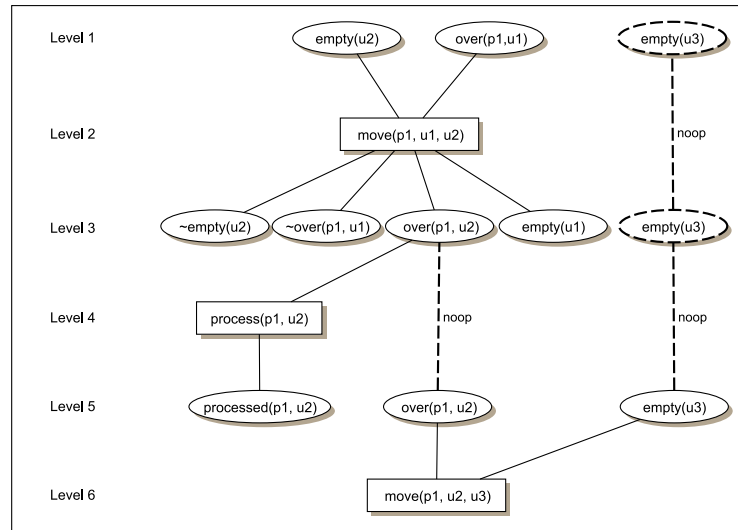 Level 1
empty(u2)
over(p1,u1)
empty(u3)
Level 2
move(p1, u1, u2)
noop
Level 3
~empty(u2)
~over(p1, u1)
over(p1, u2)
empty(u1)
empty(u3)
Level 4
process(p1, u2)
noop
noop
Level 5
processed(p1, u2)
over(p1, u2)
empty(u3)
Level 6
move(p1, u2, u3)